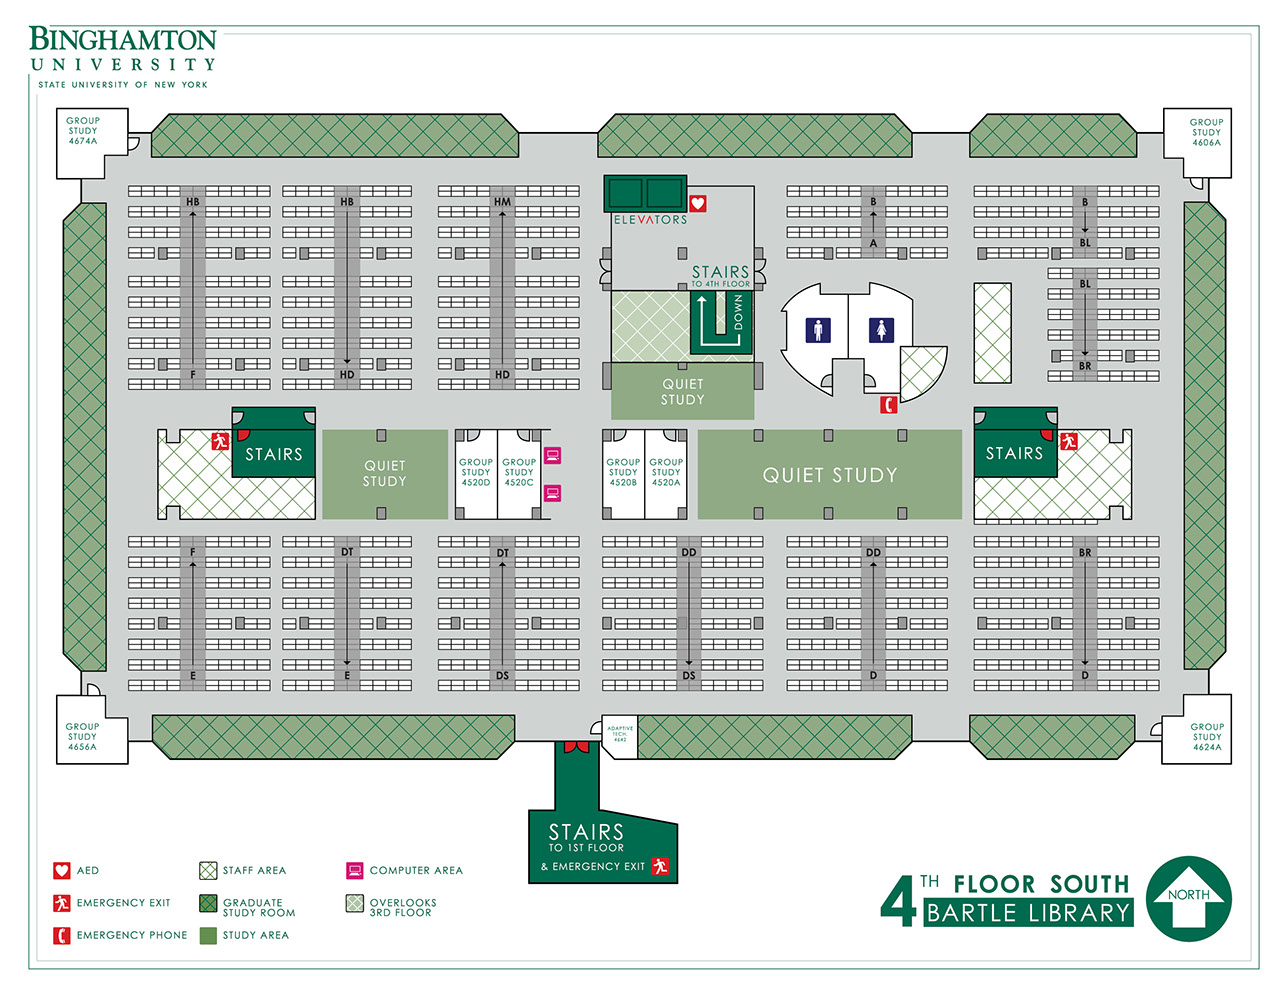 BINGHAMTON
UNIVERSITY
STATE UNIVERSITY OF NEW YORK
GROUP
STUDY
4674A
GROUP
STUDY
4606A
HB
HB
HM
ELEVATORS
B
A
B
BL
STAIRS
TO 4TH FLOOR
DOWN
BL
BR
F
HD
HD
QUIET
STUDY
STAIRS
QUIET
STUDY
GROUP
STUDY
4520D
GROUP
STUDY
4520C
GROUP
STUDY
4520B
GROUP
STUDY
4520A
QUIET STUDY
STAIRS
F
DT
DT
DD
DD
BR
E
E
DS
DS
D
D
GROUP
STUDY
4656A
ADAPTIVE
TECH.
4642
GROUP
STUDY
4624A
STAIRS
TO 1ST FLOOR
& EMERGENCY EXIT
AED
EMERGENCY EXIT
EMERGENCY PHONE
STAFF AREA
GRADUATE
STUDY ROOM
STUDY AREA
COMPUTER AREA
OVERLOOKS
3RD FLOOR
4TH FLOOR SOUTH
BARTLE LIBRARY
NORTH